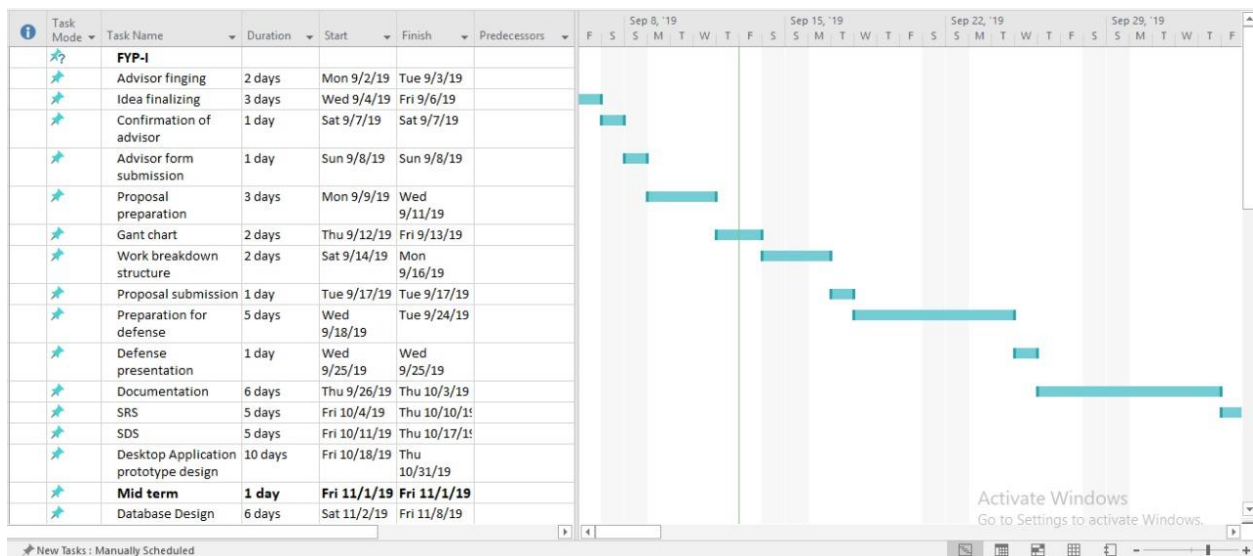 Task Mode Task Name Duration Start Finish Predecessors
Sep 8, '19 Sep 15, '19 Sep 22, '19 Sep 29, '19
F S S M T W T F S S M T W T F S S M T W T F S S M T W T F
FYP-I
Advisor finging 2 days Mon 9/2/19 Tue 9/3/19
Idea finalizing 3 days Wed 9/4/19 Fri 9/6/19
Confirmation of advisor 1 day Sat 9/7/19 Sat 9/7/19
Advisor form submission 1 day Sun 9/8/19 Sun 9/8/19
Proposal preparation 3 days Mon 9/9/19 Wed 9/11/19
Gant chart 2 days Thu 9/12/19 Fri 9/13/19
Work breakdown structure 2 days Sat 9/14/19 Mon 9/16/19
Proposal submission 1 day Tue 9/17/19 Tue 9/17/19
Preparation for defense 5 days Wed 9/18/19 Tue 9/24/19
Defense presentation 1 day Wed 9/25/19 Wed 9/25/19
Documentation 6 days Thu 9/26/19 Thu 10/3/19
SRS 5 days Fri 10/4/19 Thu 10/10/19
SDS 5 days Fri 10/11/19 Thu 10/17/19
Desktop Application prototype design 10 days Fri 10/18/19 Thu 10/31/19
Mid term 1 day Fri 11/1/19 Fri 11/1/19
Database Design 6 days Sat 11/2/19 Fri 11/8/19
Activate Windows
Go to Settings to activate Windows.
New Tasks : Manually Scheduled